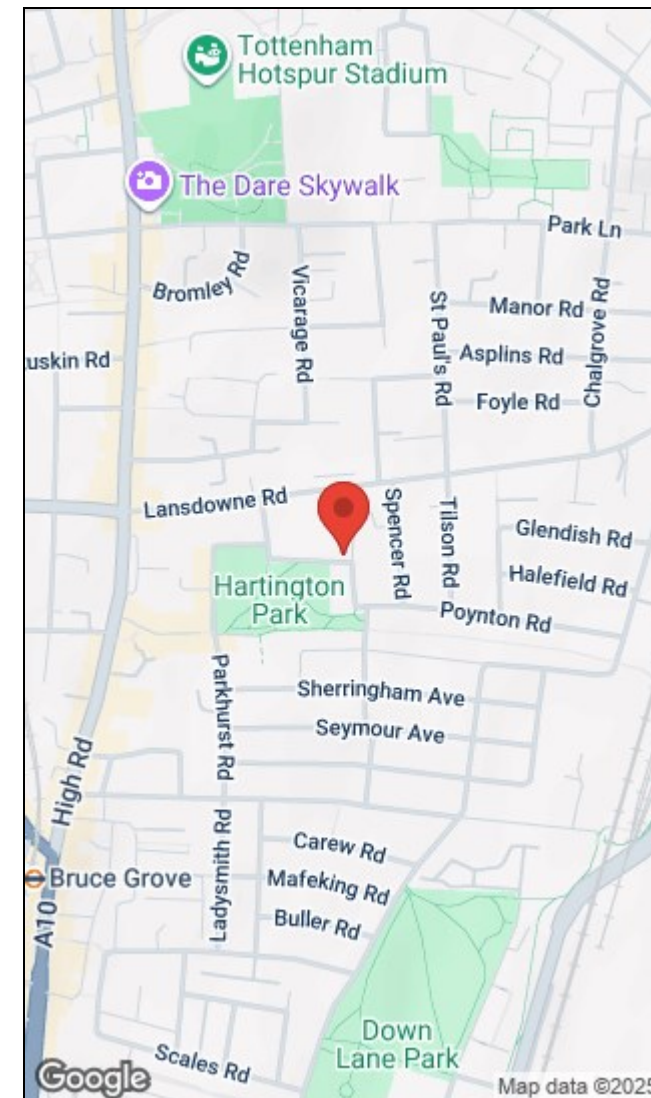 Tottenham
Hotspur Stadium
The Dare Skywalk
Park Ln
Bromley Rd
Vicarage Rd
St Paul's Rd
Manor Rd
Chalgrove Rd
uskin Rd
Asplins Rd
Foyle Rd
Lansdowne Rd
Spencer Rd
Tilson Rd
Glendish Rd
Halefield Rd
Hartington
Park
Poynton Rd
Parkhurst Rd
Sherringham Ave
Seymour Ave
High Rd
Ladysmith Rd
Carew Rd
Bruce Grove
Mafeking Rd
A10
Buller Rd
Down
Lane Park
Scales Rd
Google
Map data ©2025